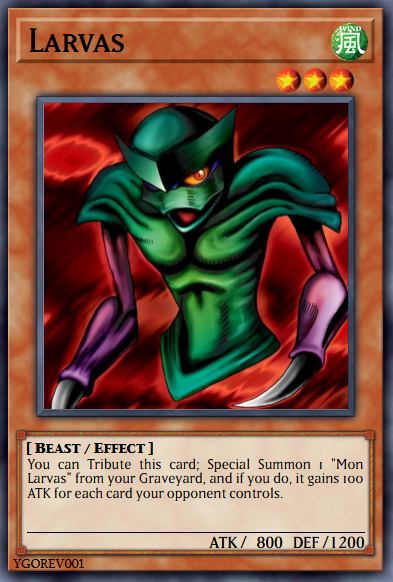 Larvas
WIND
風
[ Beast / Effect ]
You can Tribute this card; Special Summon 1 "Mon
Larvas" from your Graveyard, and if you do, it gains 100
ATK for each card your opponent controls.
ATK / 800 DEF /1200
YGOREV001